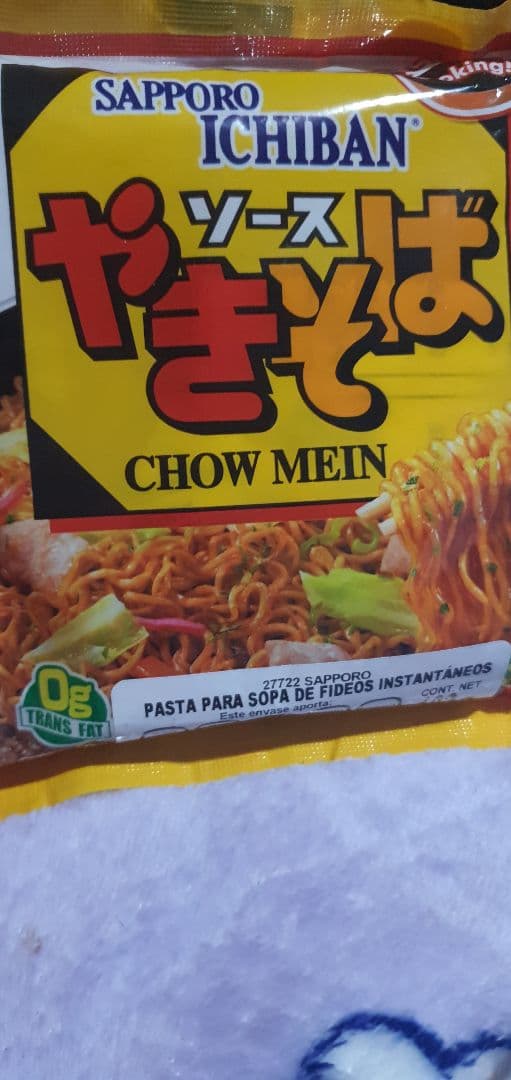 SAPPORO
ICHIBAN®
ソース
やきそば
CHOW MEIN
0g
TRANS FAT
27722 SAPPORO
PASTA PARA SOPA DE FIDEOS INSTANTÁNEOS
Este envase aporta:
CONT. NET